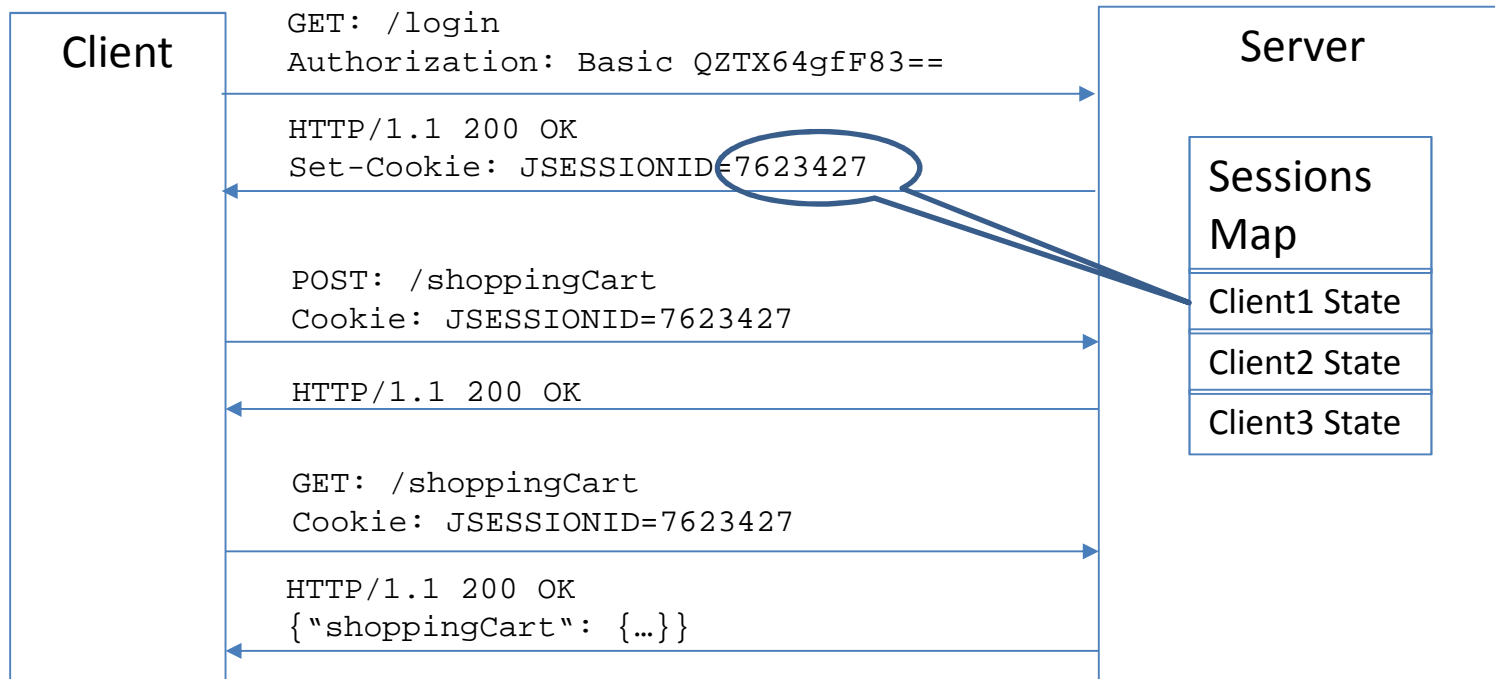 Client
GET: /login
Authorization: Basic QZTX64gfF83==
HTTP/1.1 200 OK
Set-Cookie: JSESSIONID=7623427
POST: /shoppingCart
Cookie: JSESSIONID=7623427
HTTP/1.1 200 OK
GET: /shoppingCart
Cookie: JSESSIONID=7623427
HTTP/1.1 200 OK
{“shoppingCart“: {…}}
Server
Sessions
Map
Client1 State
Client2 State
Client3 State